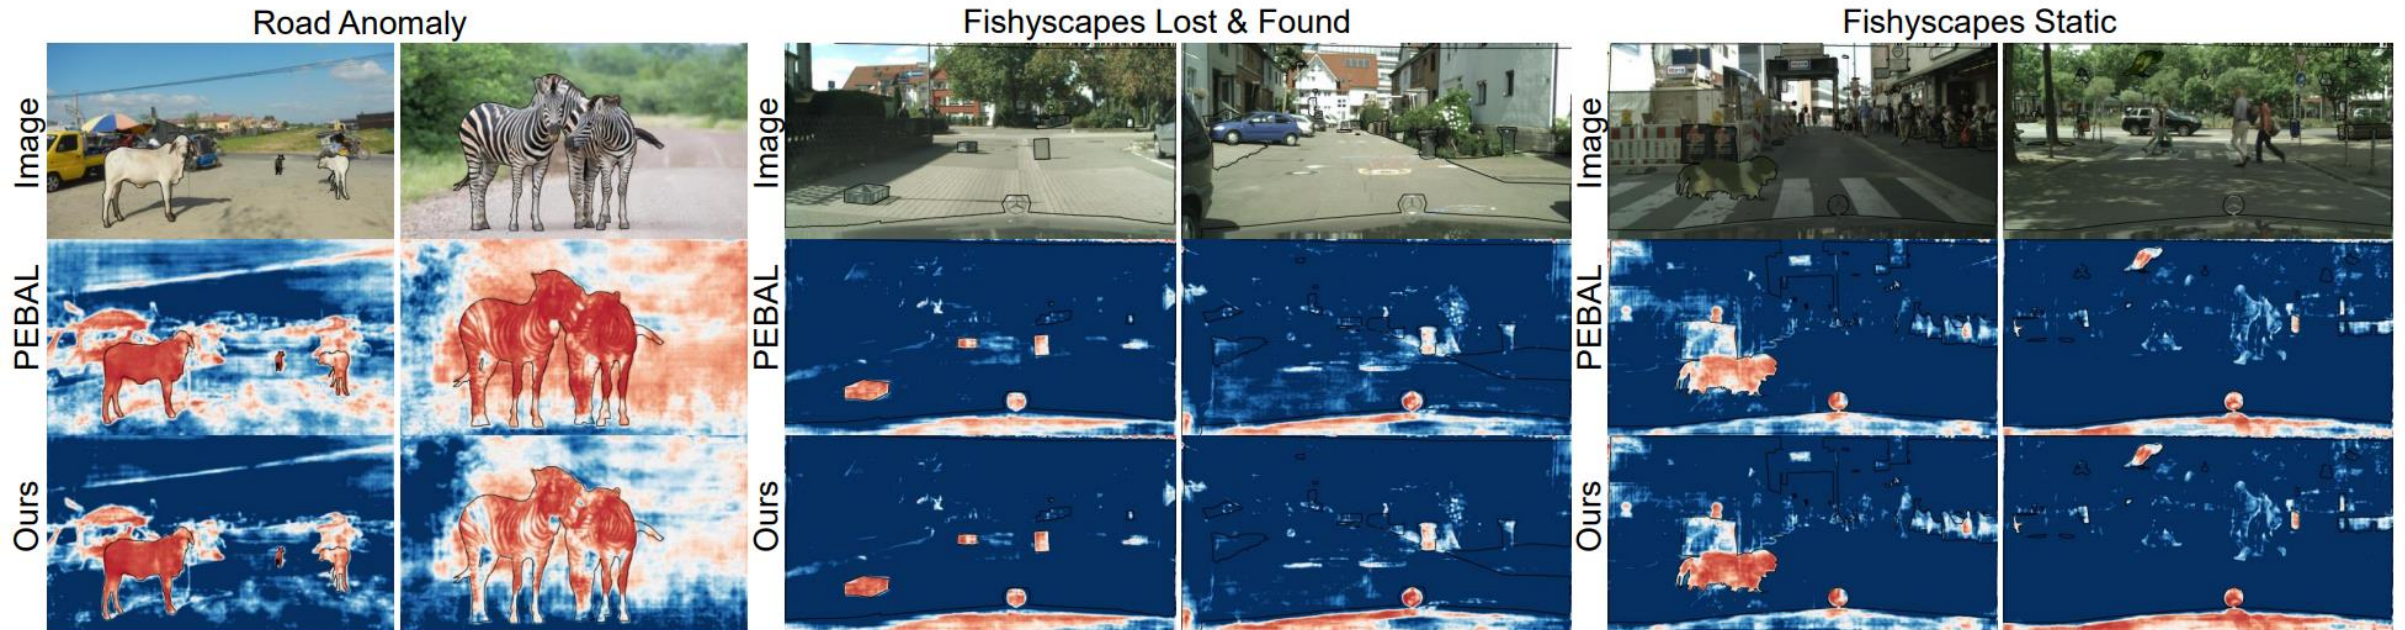 Road Anomaly
Fishyscapes Lost & Found
Fishyscapes Static
Image
Image
Image
PEBAL
PEBAL
PEBAL
Ours
Ours
Ours